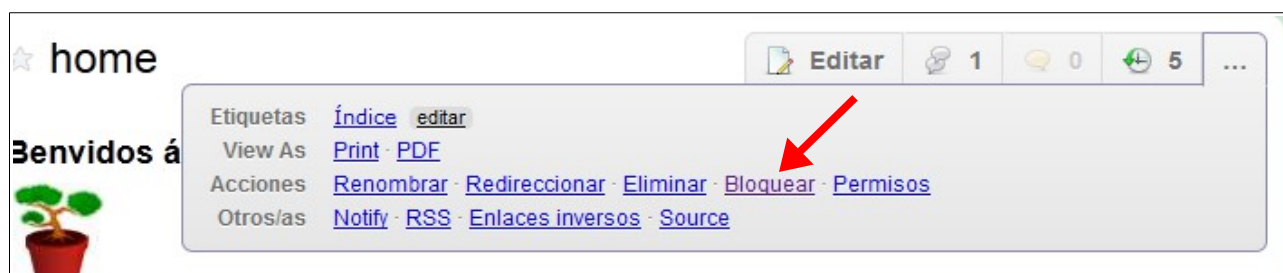 home
Editar 1 0 5 ...
Etiquetas Índice editar
Benvidos á
View As Print · PDF
Acciones Renombrar · Redireccionar · Eliminar · Bloquear · Permisos
Otros/as Notify · RSS · Enlaces inversos · Source